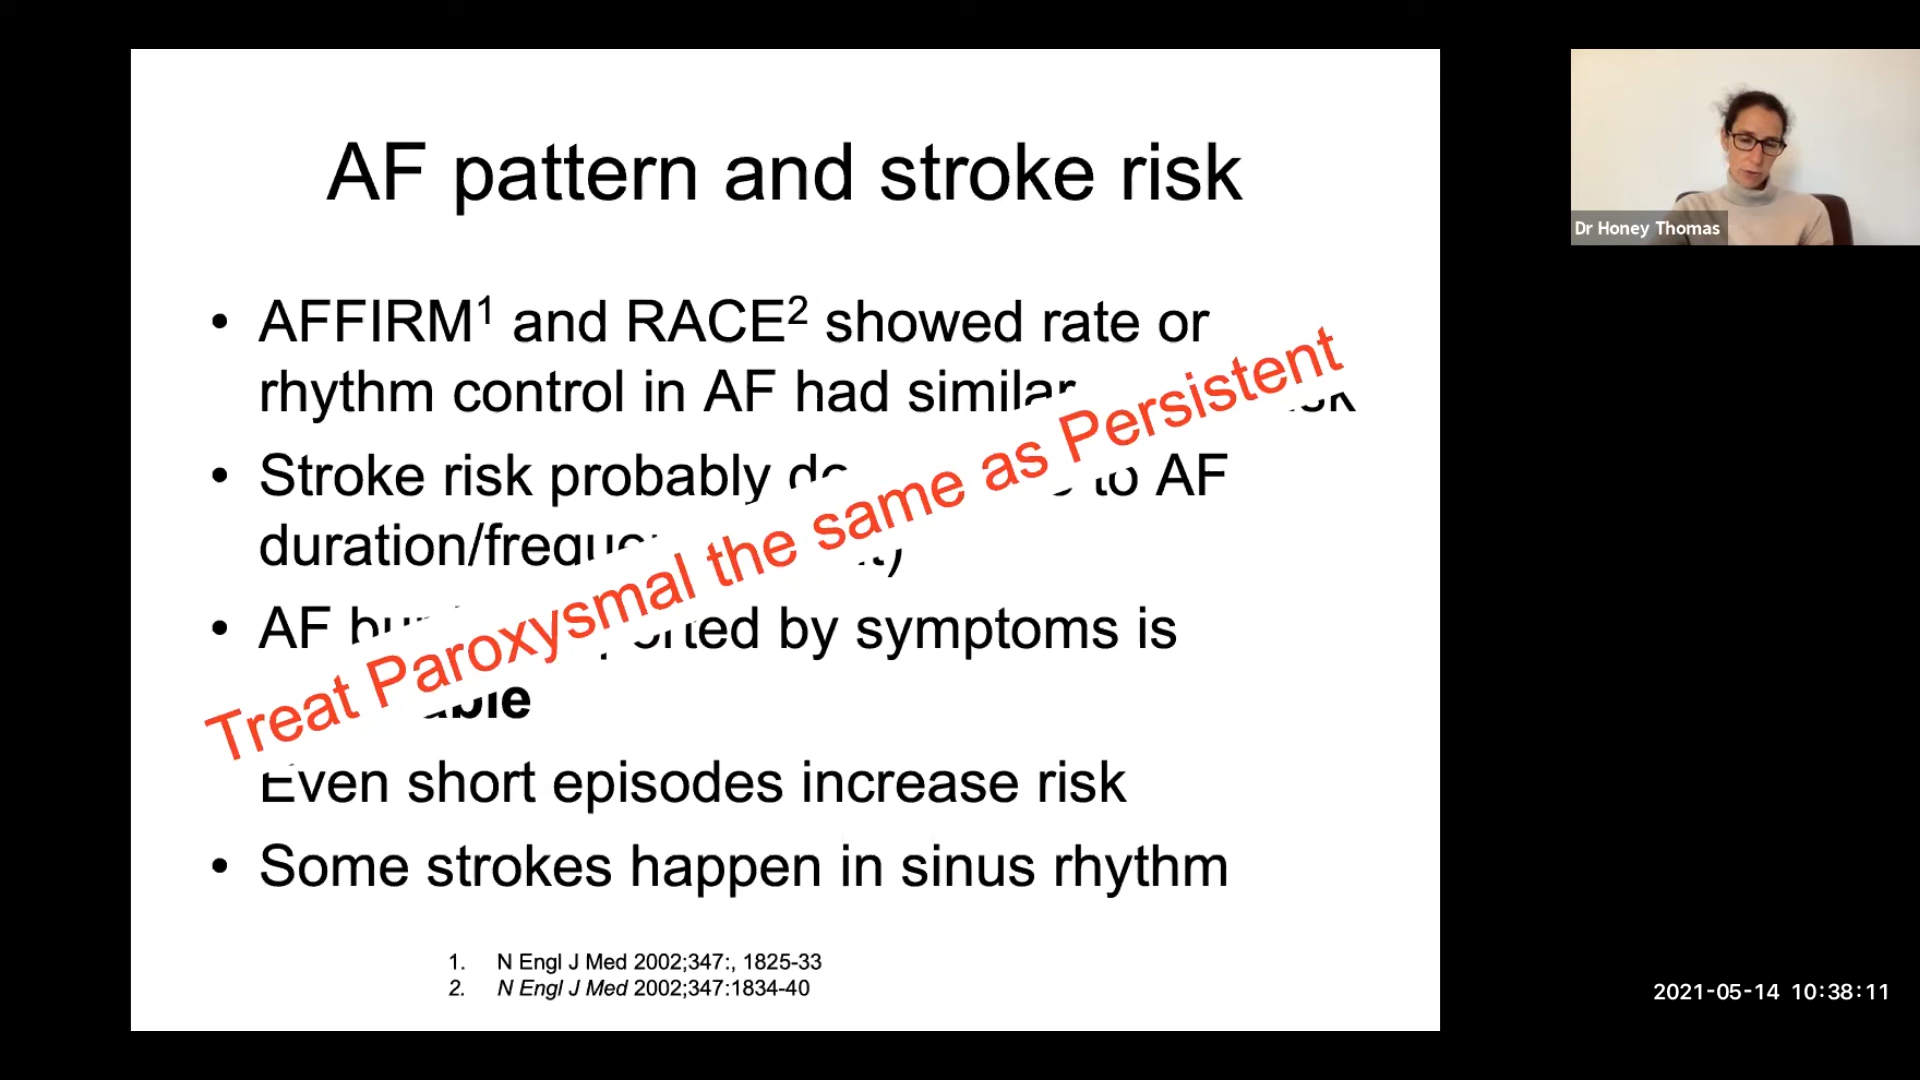 AF pattern and stroke risk
• AFFIRM1 and RACE2 showed rate or
rhythm control in AF had similar
• Stroke risk probably to AF
• AF by symptoms is
Treat Paroxysmal the same as Persistent
Even short episodes increase risk
• Some strokes happen in sinus rhythm
1. N Engl J Med 2002;347:, 1825-33
2. N Engl J Med 2002;347:1834-40
Dr Honey Thomas
2021-05-14 10:38:11